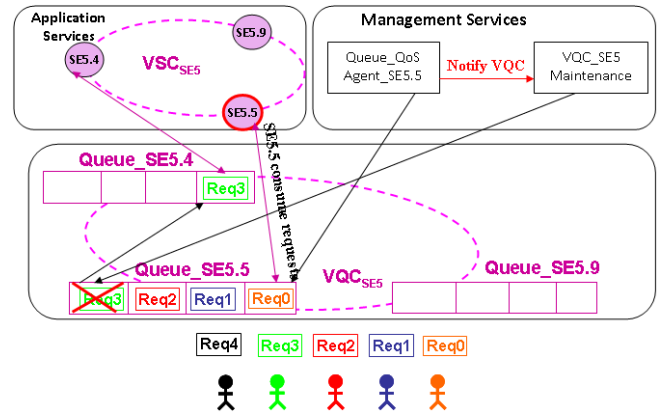 Application
Services
SE5.9
SE5.4
VSCSE5
SE5.5
Management Services
Queue_QoS
Agent_SE5.5
Notify VQC
VQC_SE5
Maintenance
SE5.5 consume requests
Queue_SE5.4
Req3
Queue_SE5.5
VQCSE5
Queue_SE5.9
Req3 Req2 Req1 Req0
Req4 Req3 Req2 Req1 Req0